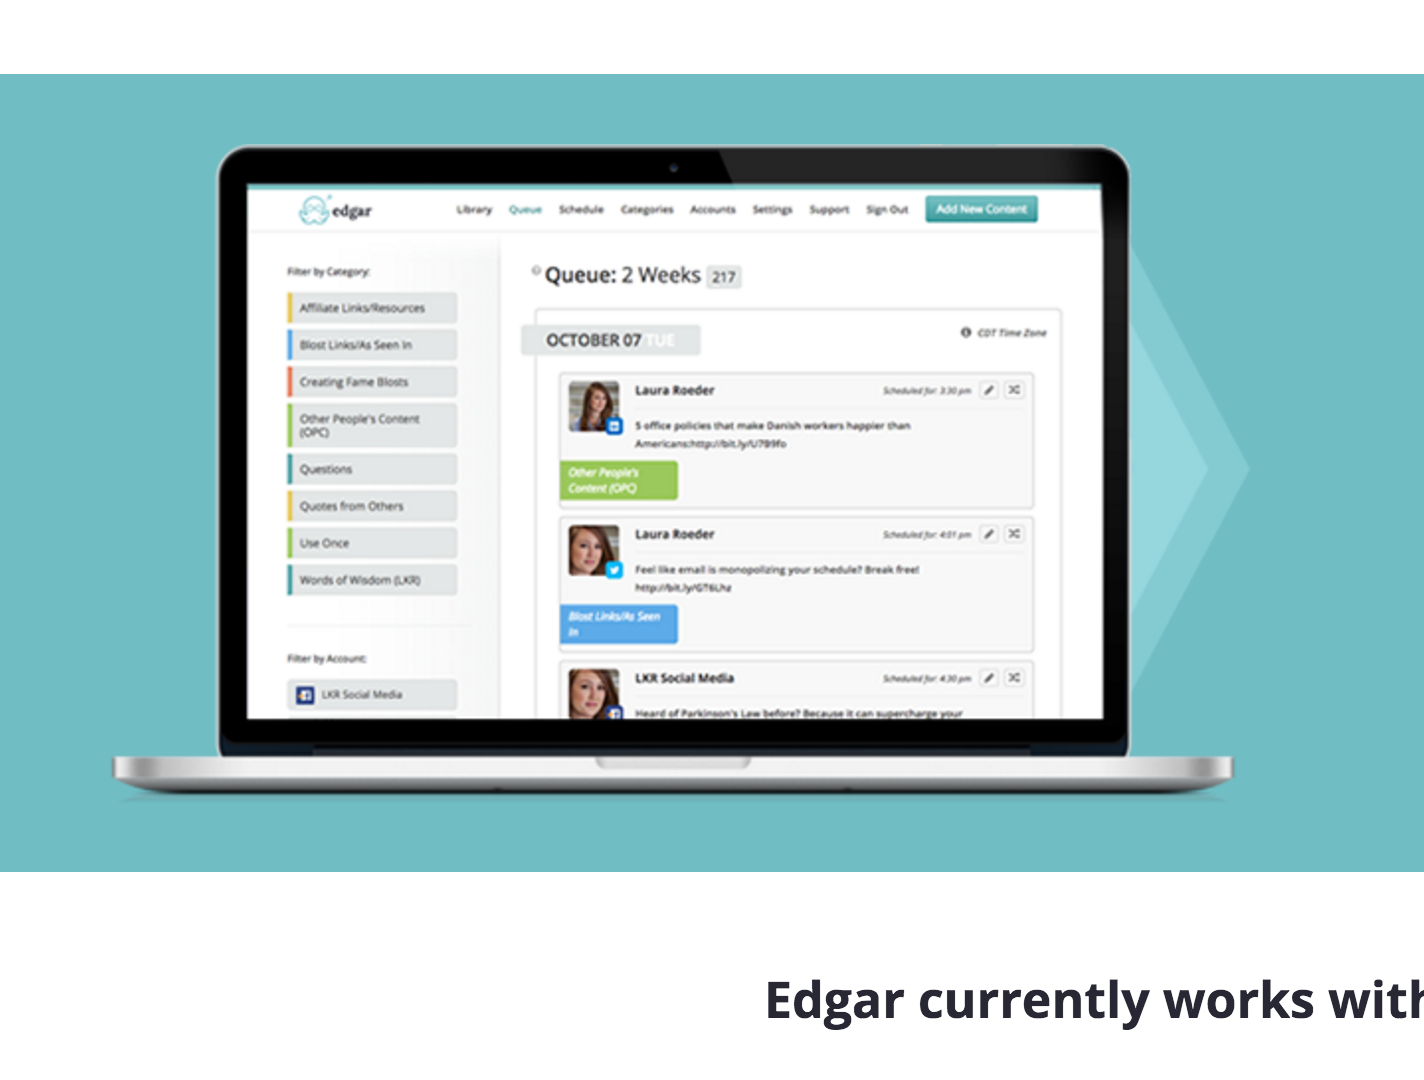 edgar
Library Queue Schedule Categories Accounts Settings Support Sign Out Add New Content
Filter by Category:
Affiliate Links/Resources
Blost Links/As Seen In
Creating Fame Blosts
Other People's Content
(OPC)
Questions
Quotes from Others
Use Once
Words of Wisdom (LKR)
Filter by Account:
LKR Social Media
Queue: 2 Weeks 217
OCTOBER 07 TUE
CDT Time Zone
Laura Roeder
Scheduled for: 3:30 pm
5 office policies that make Danish workers happier than
Americans:http://bit.ly/U7B9fo
Other People's
Content (OPC)
Laura Roeder
Scheduled for: 4:01 pm
Feel like email is monopolizing your schedule? Break free!
http://bit.ly/GT6Lhz
Blost Links/As Seen
In
LKR Social Media
Scheduled for: 4:30 pm
Heard of Parkinson's Law before? Because it can supercharge your
Edgar currently works with